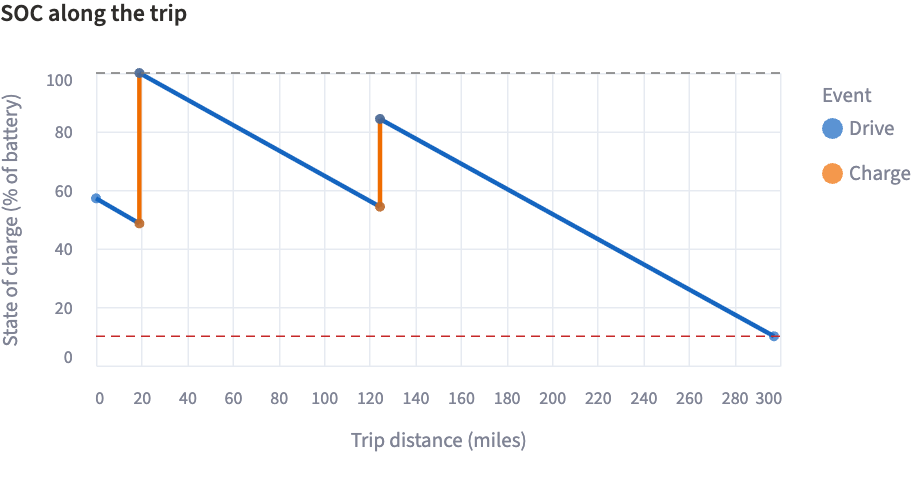 SOC along the trip
100
80
60
40
20
0
State of charge (% of battery)
0 20 40 60 80 100 120 140 160 180 200 220 240 260 280 300
Trip distance (miles)
Event
Drive
Charge